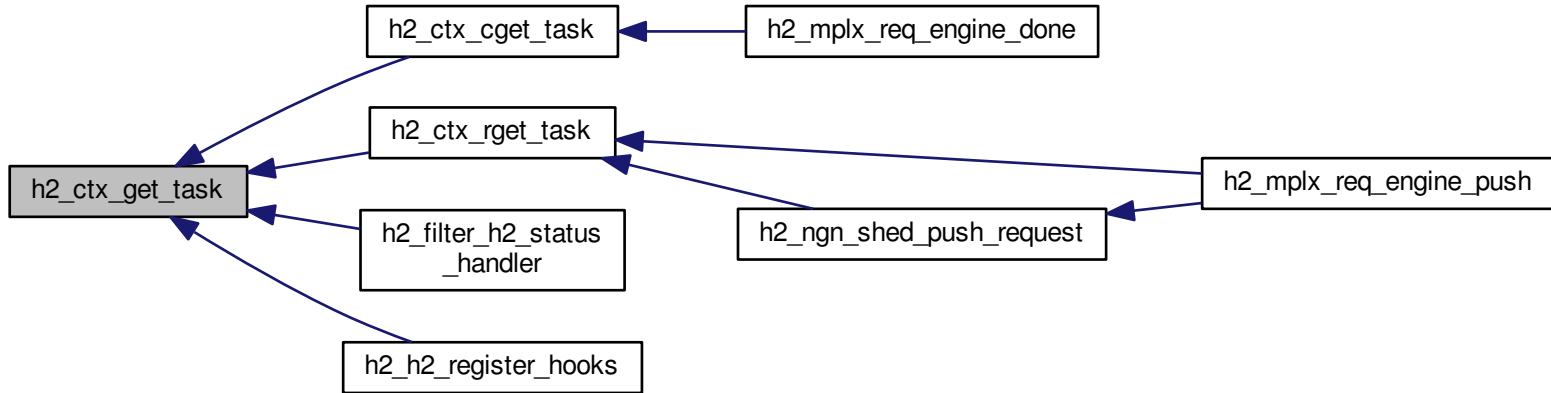 h2_ctx_cget_task
h2_mplx_req_engine_done
h2_ctx_rget_task
h2_ctx_get_task
h2_mplx_req_engine_push
h2_filter_h2_status
_handler
h2_ngn_shed_push_request
h2_h2_register_hooks